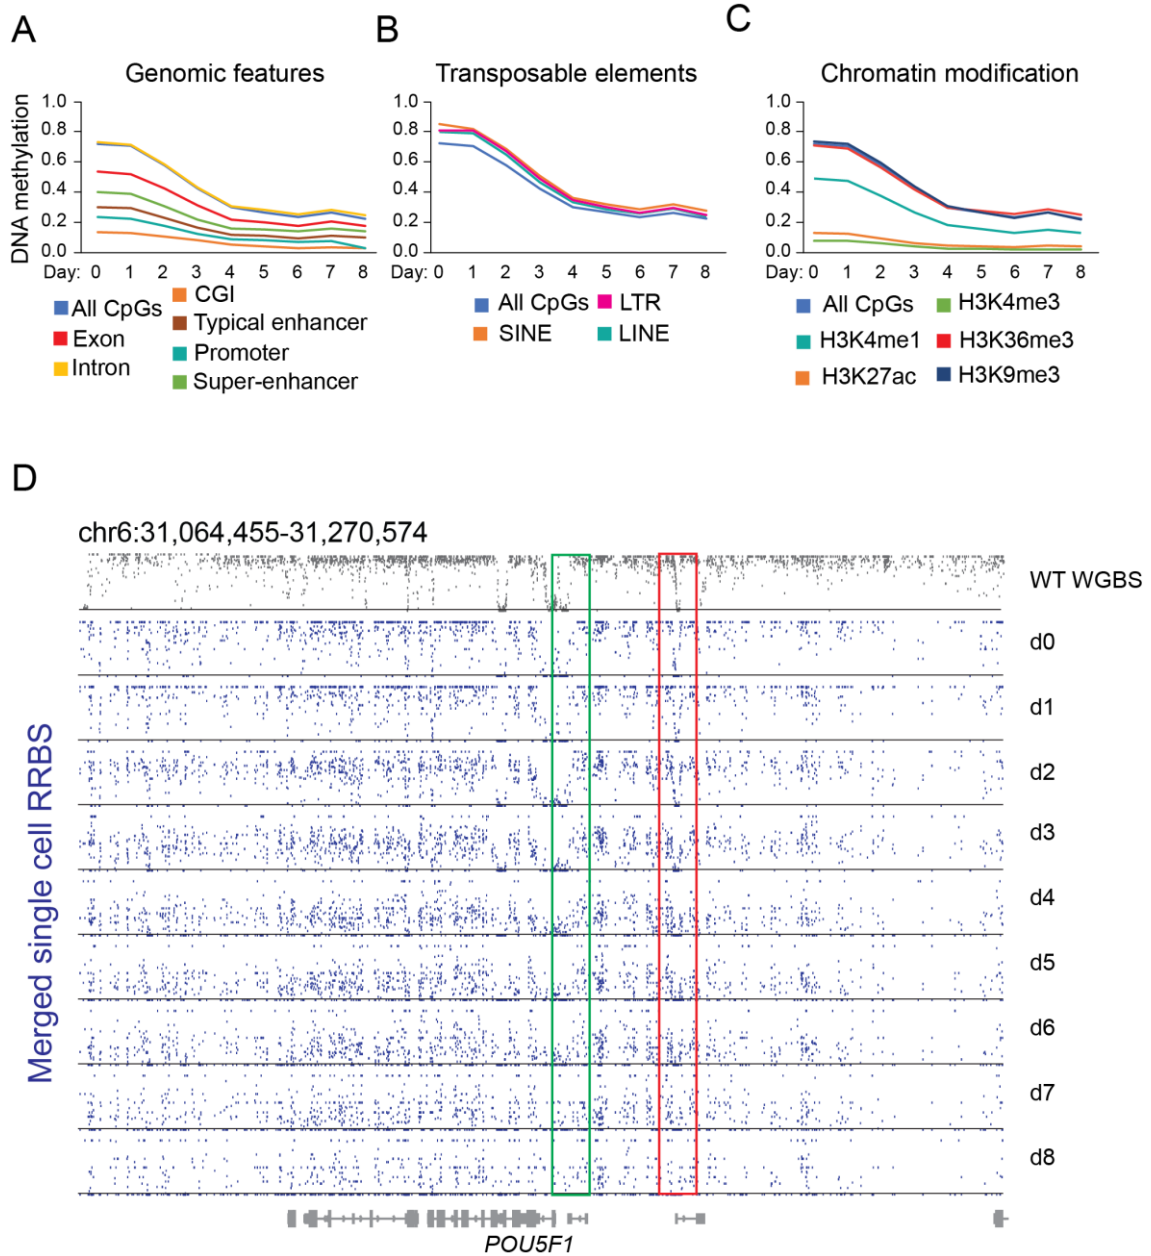 A
Genomic features
DNA methylation
1.0
0.8
0.6
0.4
0.2
0.0
Day: 0 1 2 3 4 5 6 7 8
All CpGs
Exon
Intron
CGI
Typical enhancer
Promoter
Super-enhancer
B
Transposable elements
1.0
0.8
0.6
0.4
0.2
0.0
Day: 0 1 2 3 4 5 6 7 8
All CpGs
SINE
LTR
LINE
C
Chromatin modification
1.0
0.8
0.6
0.4
0.2
0.0
Day: 0 1 2 3 4 5 6 7 8
All CpGs
H3K4me1
H3K27ac
H3K4me3
H3K36me3
H3K9me3
D
chr6:31,064,455-31,270,574
WT WGBS
Merged single cell RRBS
d0
d1
d2
d3
d4
d5
d6
d7
d8
POU5F1